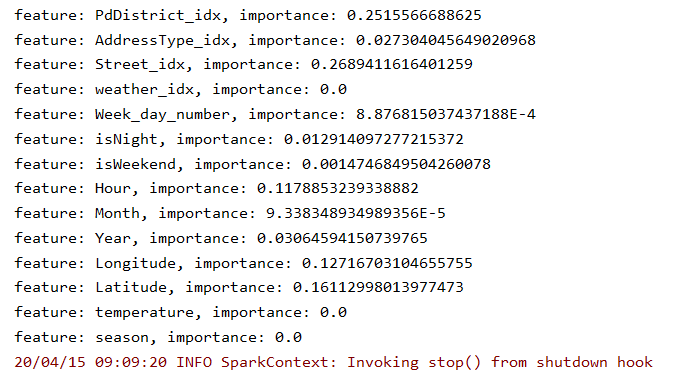 feature: PdDistrict_idx, importance: 0.2515566688625
feature: AddressType_idx, importance: 0.027304045649020968
feature: Street_idx, importance: 0.2689411616401259
feature: weather_idx, importance: 0.0
feature: Week_day_number, importance: 8.876815037437188E-4
feature: isNight, importance: 0.012914097277215372
feature: isWeekend, importance: 0.0014746849504260078
feature: Hour, importance: 0.1178853239338882
feature: Month, importance: 9.338348934989356E-5
feature: Year, importance: 0.03064594150739765
feature: Longitude, importance: 0.12716703104655755
feature: Latitude, importance: 0.16112998013977473
feature: temperature, importance: 0.0
feature: season, importance: 0.0
20/04/15 09:09:20 INFO SparkContext: Invoking stop() from shutdown hook